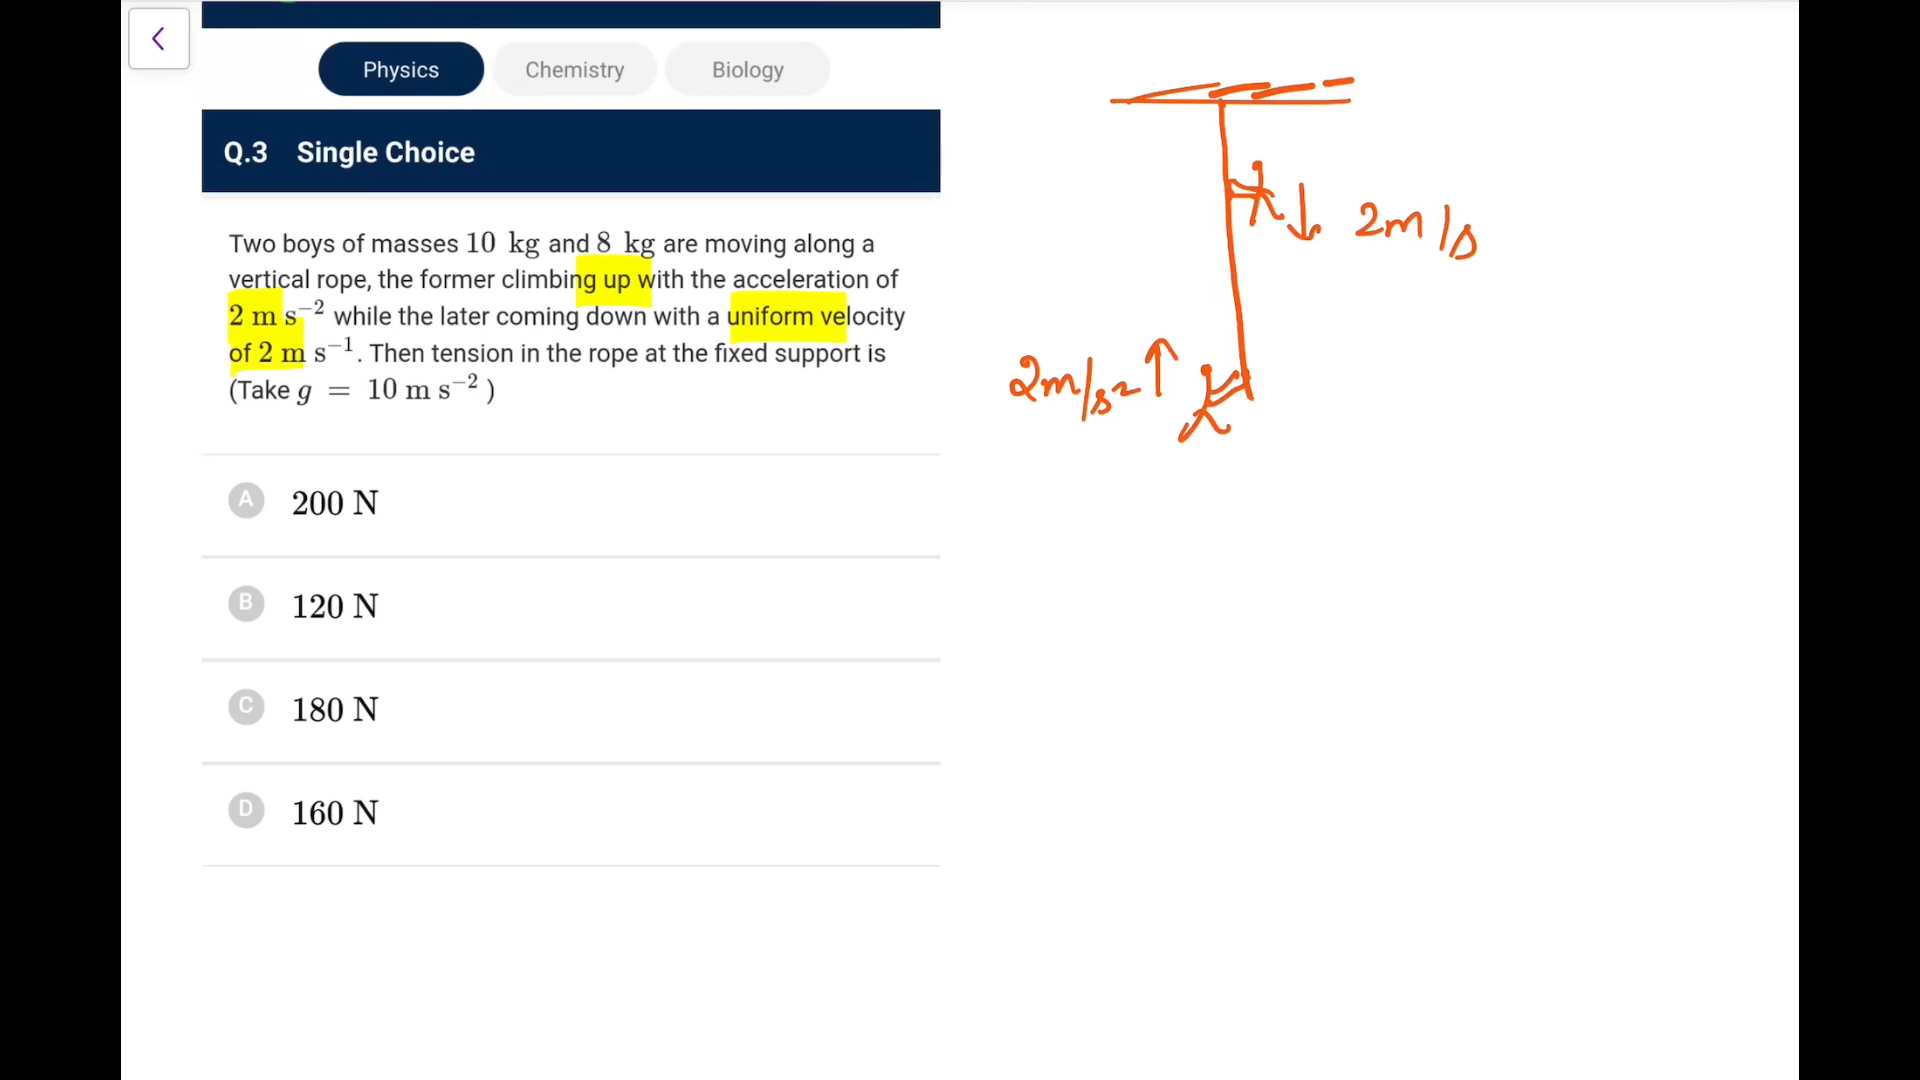 Physics
Chemistry
Biology
Q.3 Single Choice
Two boys of masses 10 kg and 8 kg are moving along a
vertical rope, the former climbing up with the acceleration of
2 m s⁻² while the later coming down with a uniform velocity
of 2 m s⁻¹. Then tension in the rope at the fixed support is
(Take g = 10 m s⁻² )
A 200 N
B 120 N
C 180 N
D 160 N
2m/s
2m/s²